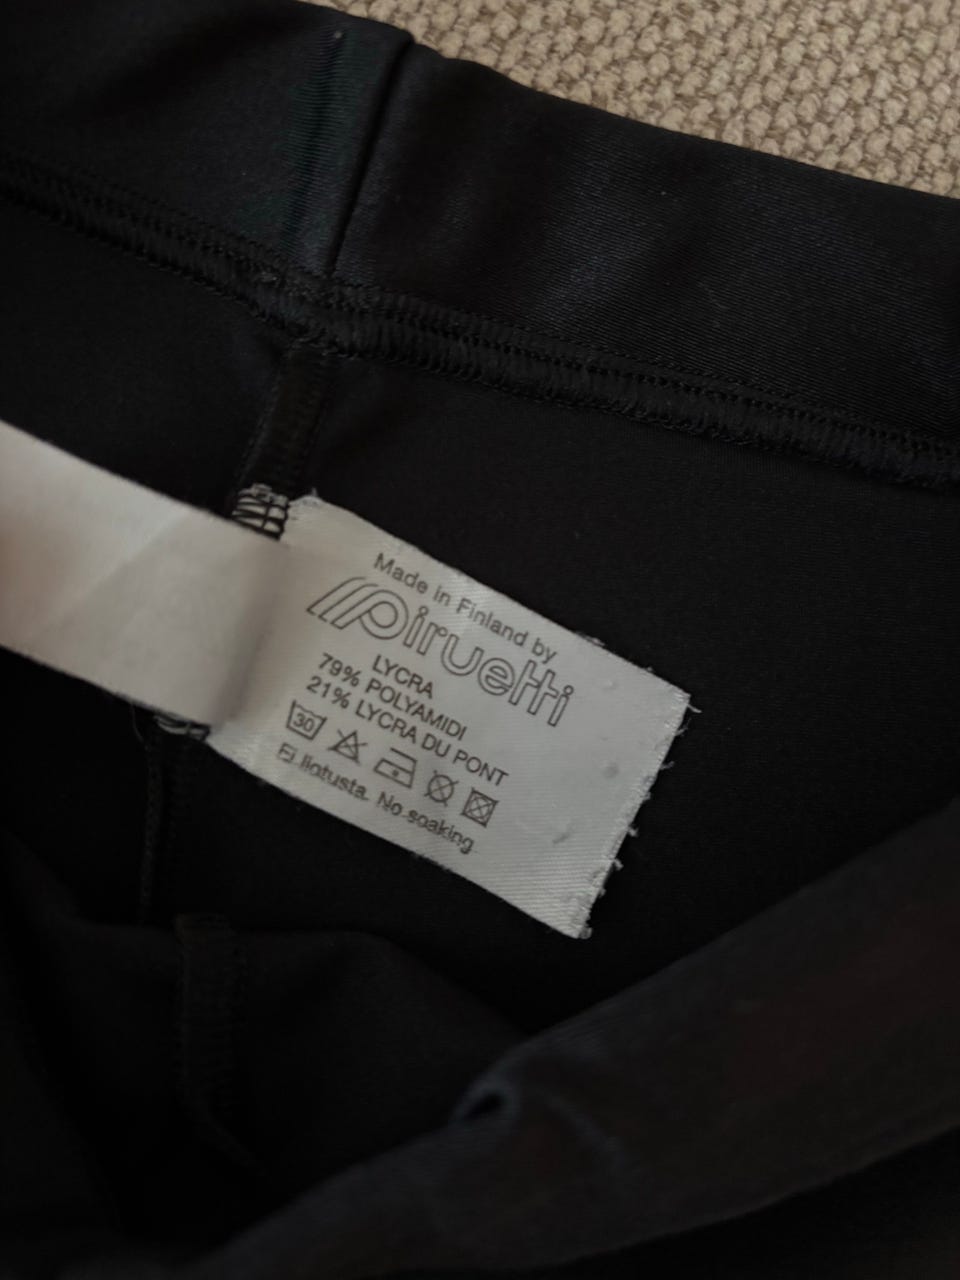 Made in Finland by
Piruetti
LYCRA
79% POLYAMIDI
21% LYCRA DU PONT
30
Ei liotusta. No soaking